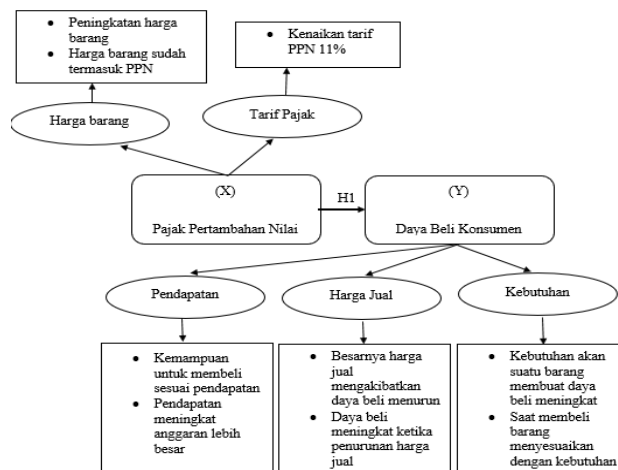 • Peningkatan harga
barang
• Harga barang sudah
termasuk PPN
• Kenaikan tarif
PPN 11%
Harga barang
Tarif Pajak
(X)
Pajak Pertambahan Nilai
H1
(Y)
Daya Beli Konsumen
Pendapatan
Harga Jual
Kebutuhan
• Kemampuan
untuk membeli
sesuai pendapatan
• Pendapatan
meningkat
anggaran lebih
besar
• Besarnya harga
jual
mengakibatkan
daya beli menurun
• Daya beli
meningkat ketika
penurunan harga
jual
• Kebutuhan akan
suatu barang
membuat daya
beli meningkat
• Saat membeli
barang
menyesuaikan
dengan kebutuhan